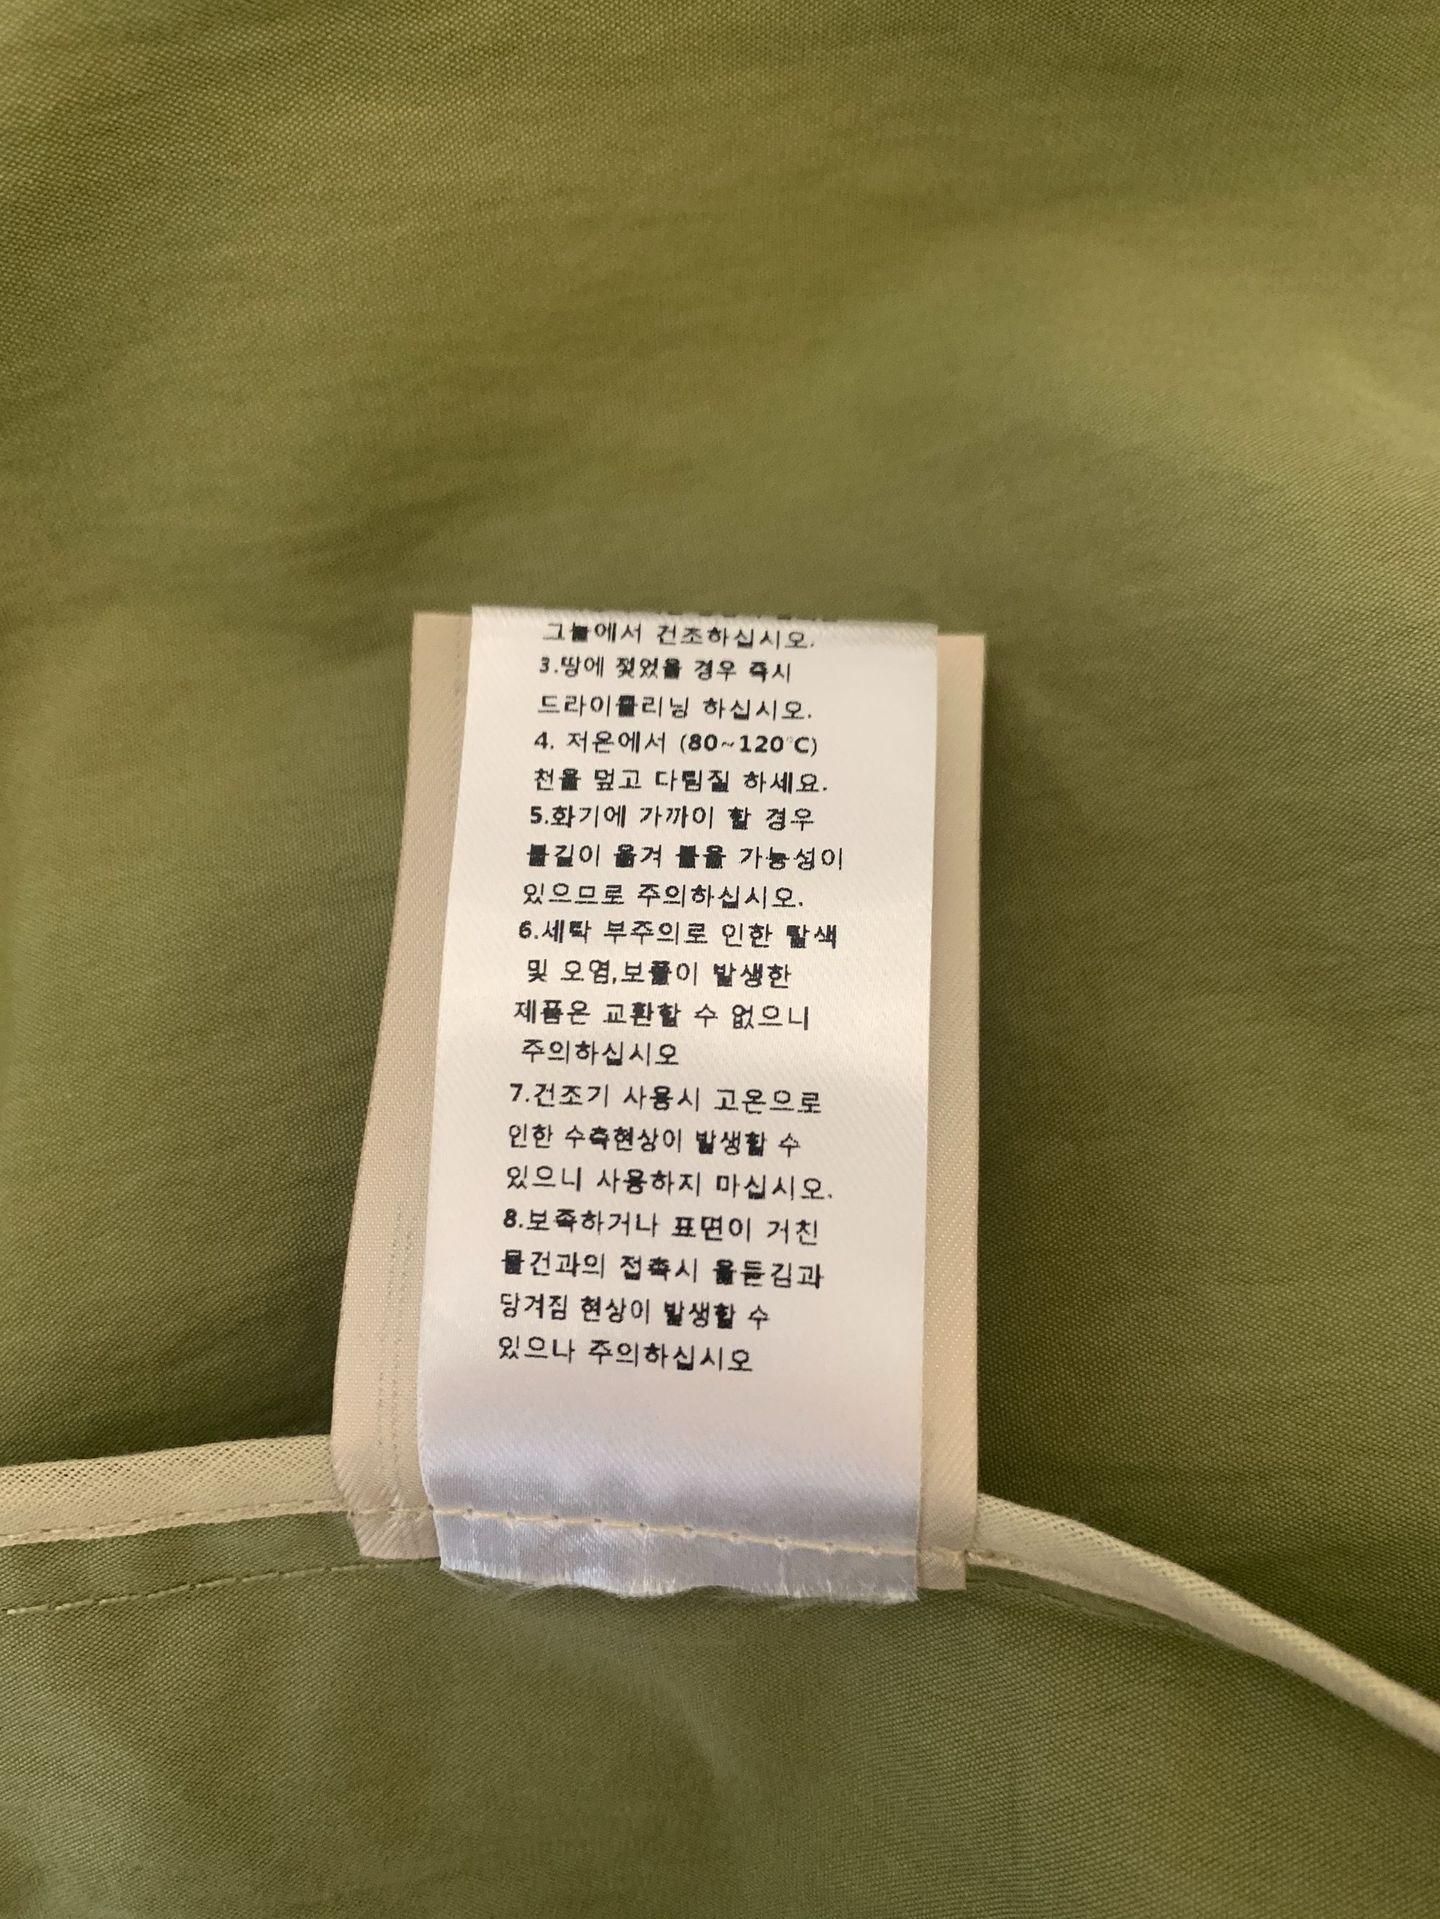 그늘에서 건조하십시오.
3.땅에 젖었을 경우 즉시
드라이클리닝 하십시오.
4. 저온에서 (80~120°C)
천을 덮고 다림질 하세요.
5.화기에 가까이 할 경우
불길이 옮겨 붙을 가능성이
있으므로 주의하십시오.
6.세탁 부주의로 인한 탈색
및 오염,보풀이 발생한
제품은 교환할 수 없으니
주의하십시오
7.건조기 사용시 고온으로
인한 수축현상이 발생할 수
있으니 사용하지 마십시오.
8.보족하거나 표면이 거친
물건과의 접촉시 올뜯김과
당겨짐 현상이 발생할 수
있으나 주의하십시오